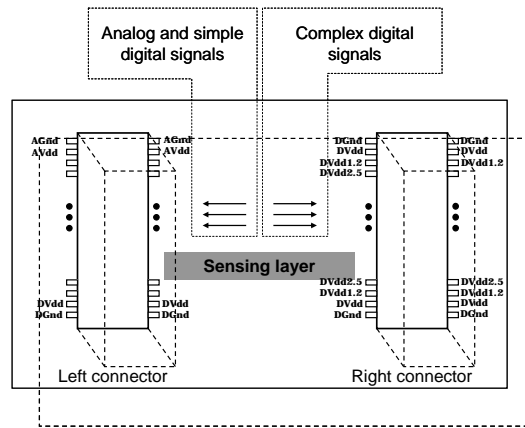 Analog and simple
digital signals
Complex digital
signals
AGnd
AVdd
AGnd
AVdd
DGnd
DVdd
DVdd1.2
DVdd2.5
DGnd
DVdd
DVdd1.2
Sensing layer
DVdd
DGnd
DVdd
DGnd
DVdd2.5
DVdd1.2
DVdd
DGnd
DVdd2.5
DVdd1.2
DVdd
DGnd
Left connector
Right connector